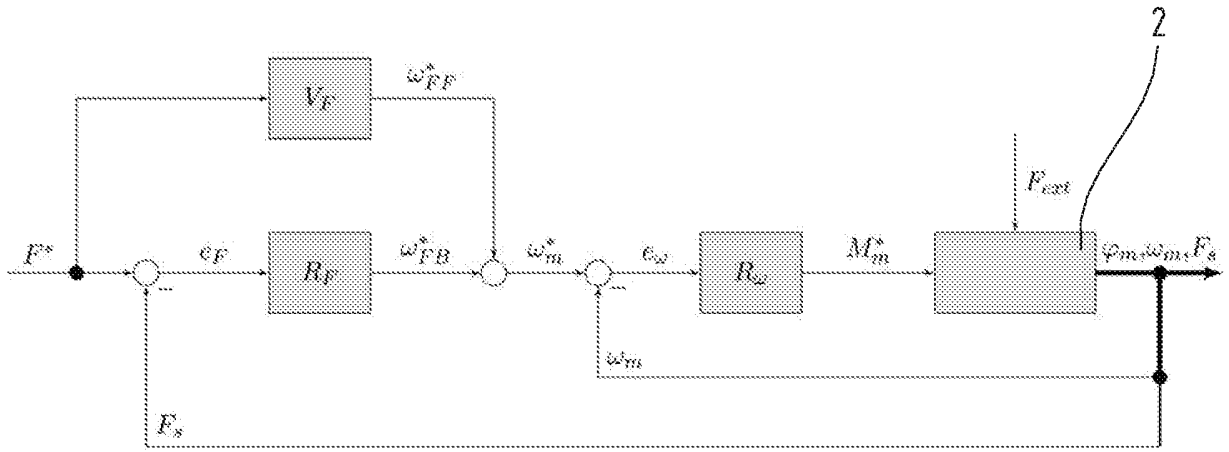 2
V_F
ω*_FF
F_ext
F*
e_F
R_F
ω*_FB
ω*_m
e_ω
R_ω
M*_m
φ_m, ω_m, F_s
–
–
ω_m
F_s